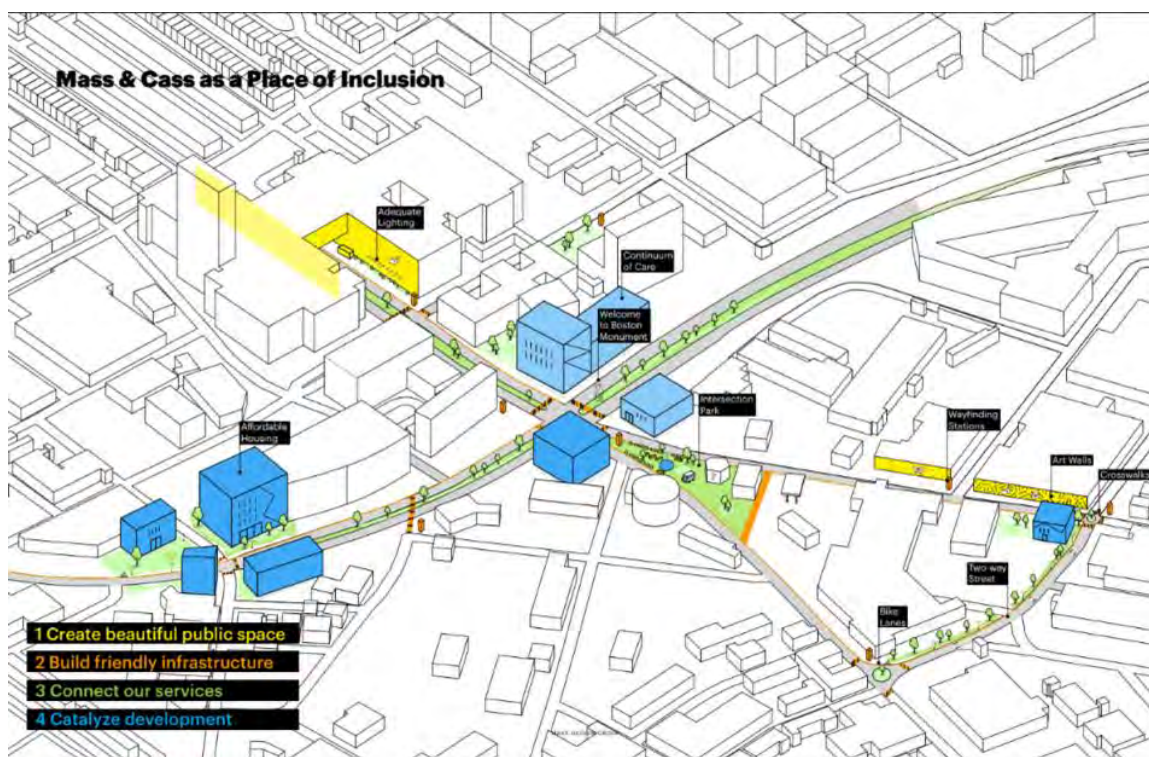 Mass & Cass as a Place of Inclusion
Adequate
Lighting
Continuum
of Care
Welcome
to Boston
Monument
Intersection
Park
Wayfinding
Stations
Art Walls
Crosswalks
Affordable
Housing
Two-way
Street
Bike
Lanes
1 Create beautiful public space
2 Build friendly infrastructure
3 Connect our services
4 Catalyze development